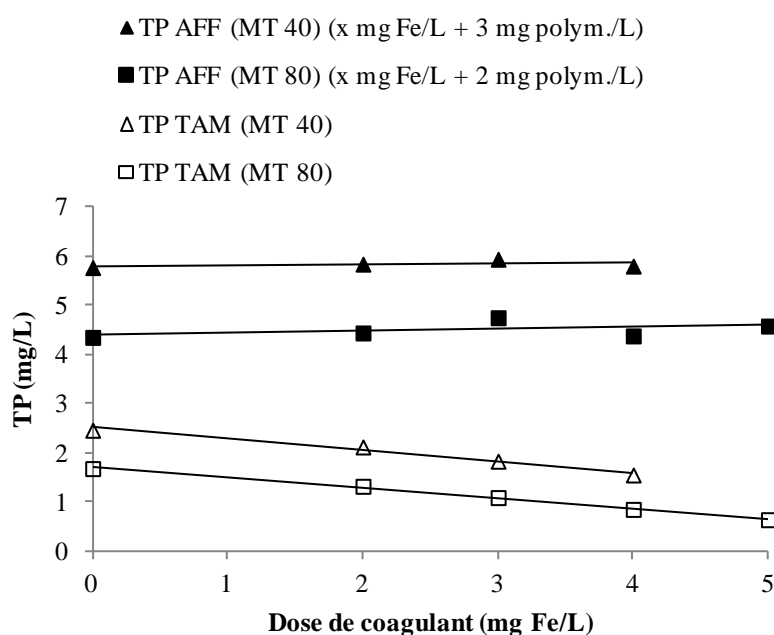 ▲ TP AFF (MT 40) (x mg Fe/L + 3 mg polym./L)
■ TP AFF (MT 80) (x mg Fe/L + 2 mg polym./L)
△ TP TAM (MT 40)
□ TP TAM (MT 80)
7
6
5
4
3
2
1
0
TP (mg/L)
0 1 2 3 4 5
Dose de coagulant (mg Fe/L)